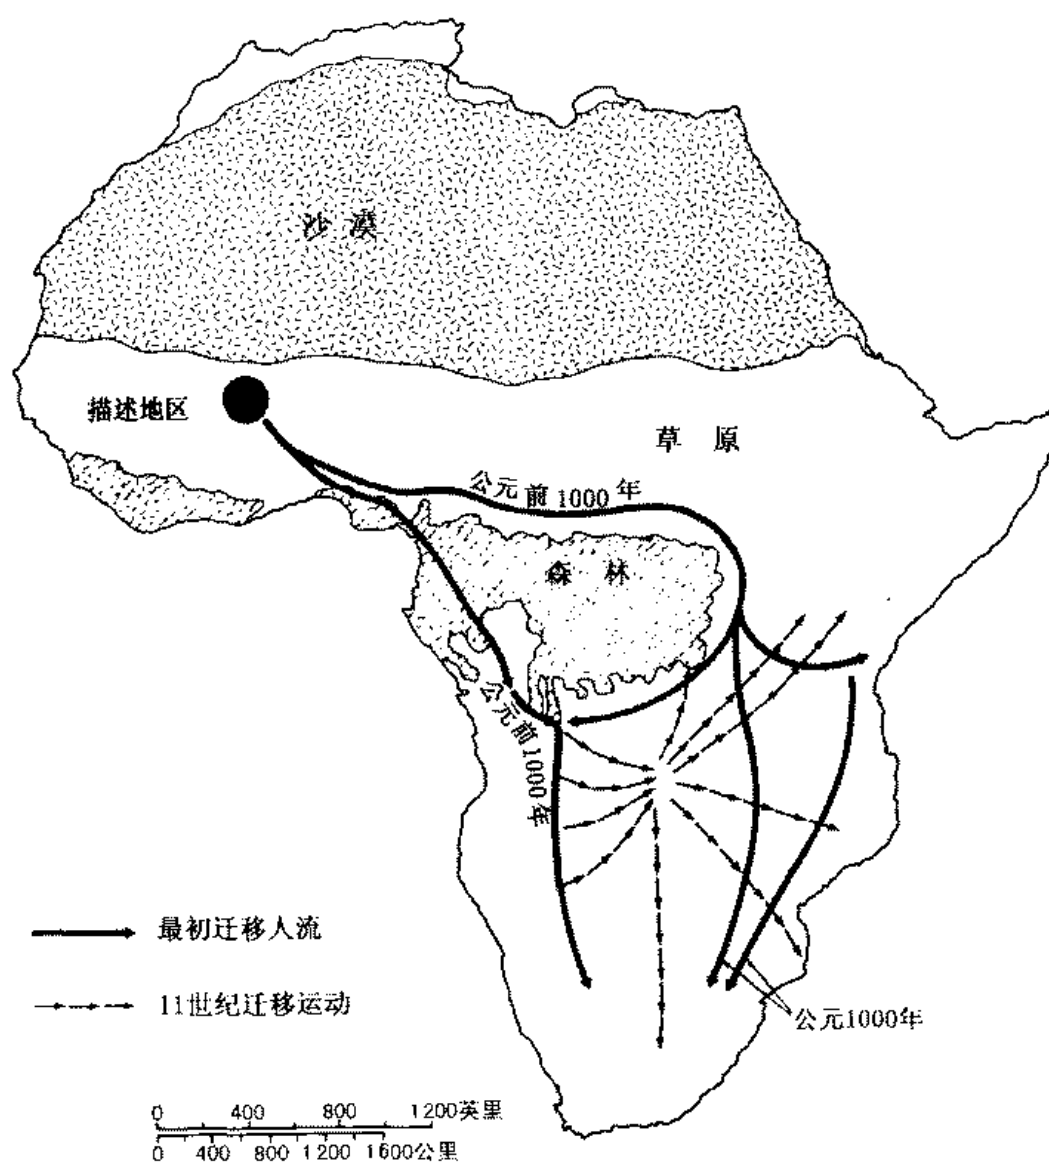 沙 漠
描述地区
草 原
公元前1000年
森 林
公元前1000年
最初迁移人流
11世纪迁移运动
公元1000年
0 400 800 1200英里
0 400 800 1200 1600公里